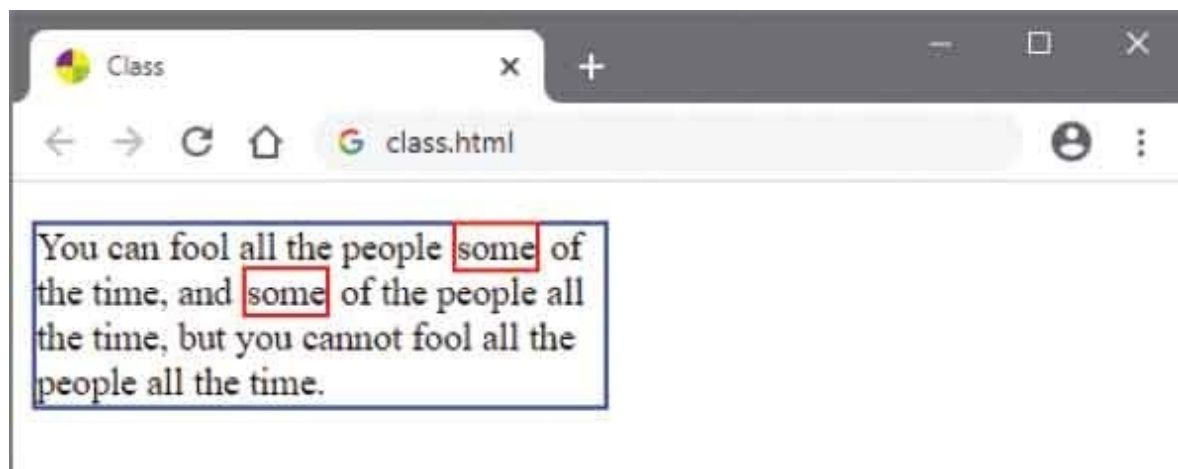 Class
class.html
You can fool all the people some of
the time, and some of the people all
the time, but you cannot fool all the
people all the time.